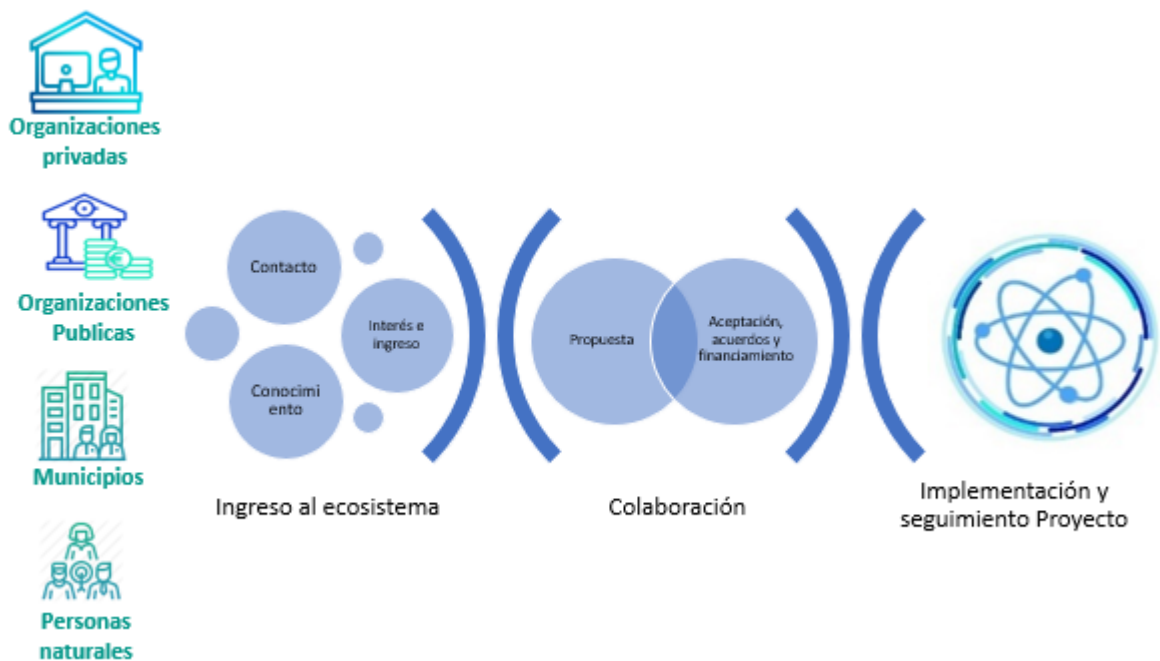 Organizaciones
privadas
Organizaciones
Publicas
Municipios
Personas
naturales
Contacto
Interés e
ingreso
Conocimi
ento
Ingreso al ecosistema
Propuesta
Aceptación,
acuerdos y
financiamiento
Colaboración
Implementación y
seguimiento Proyecto